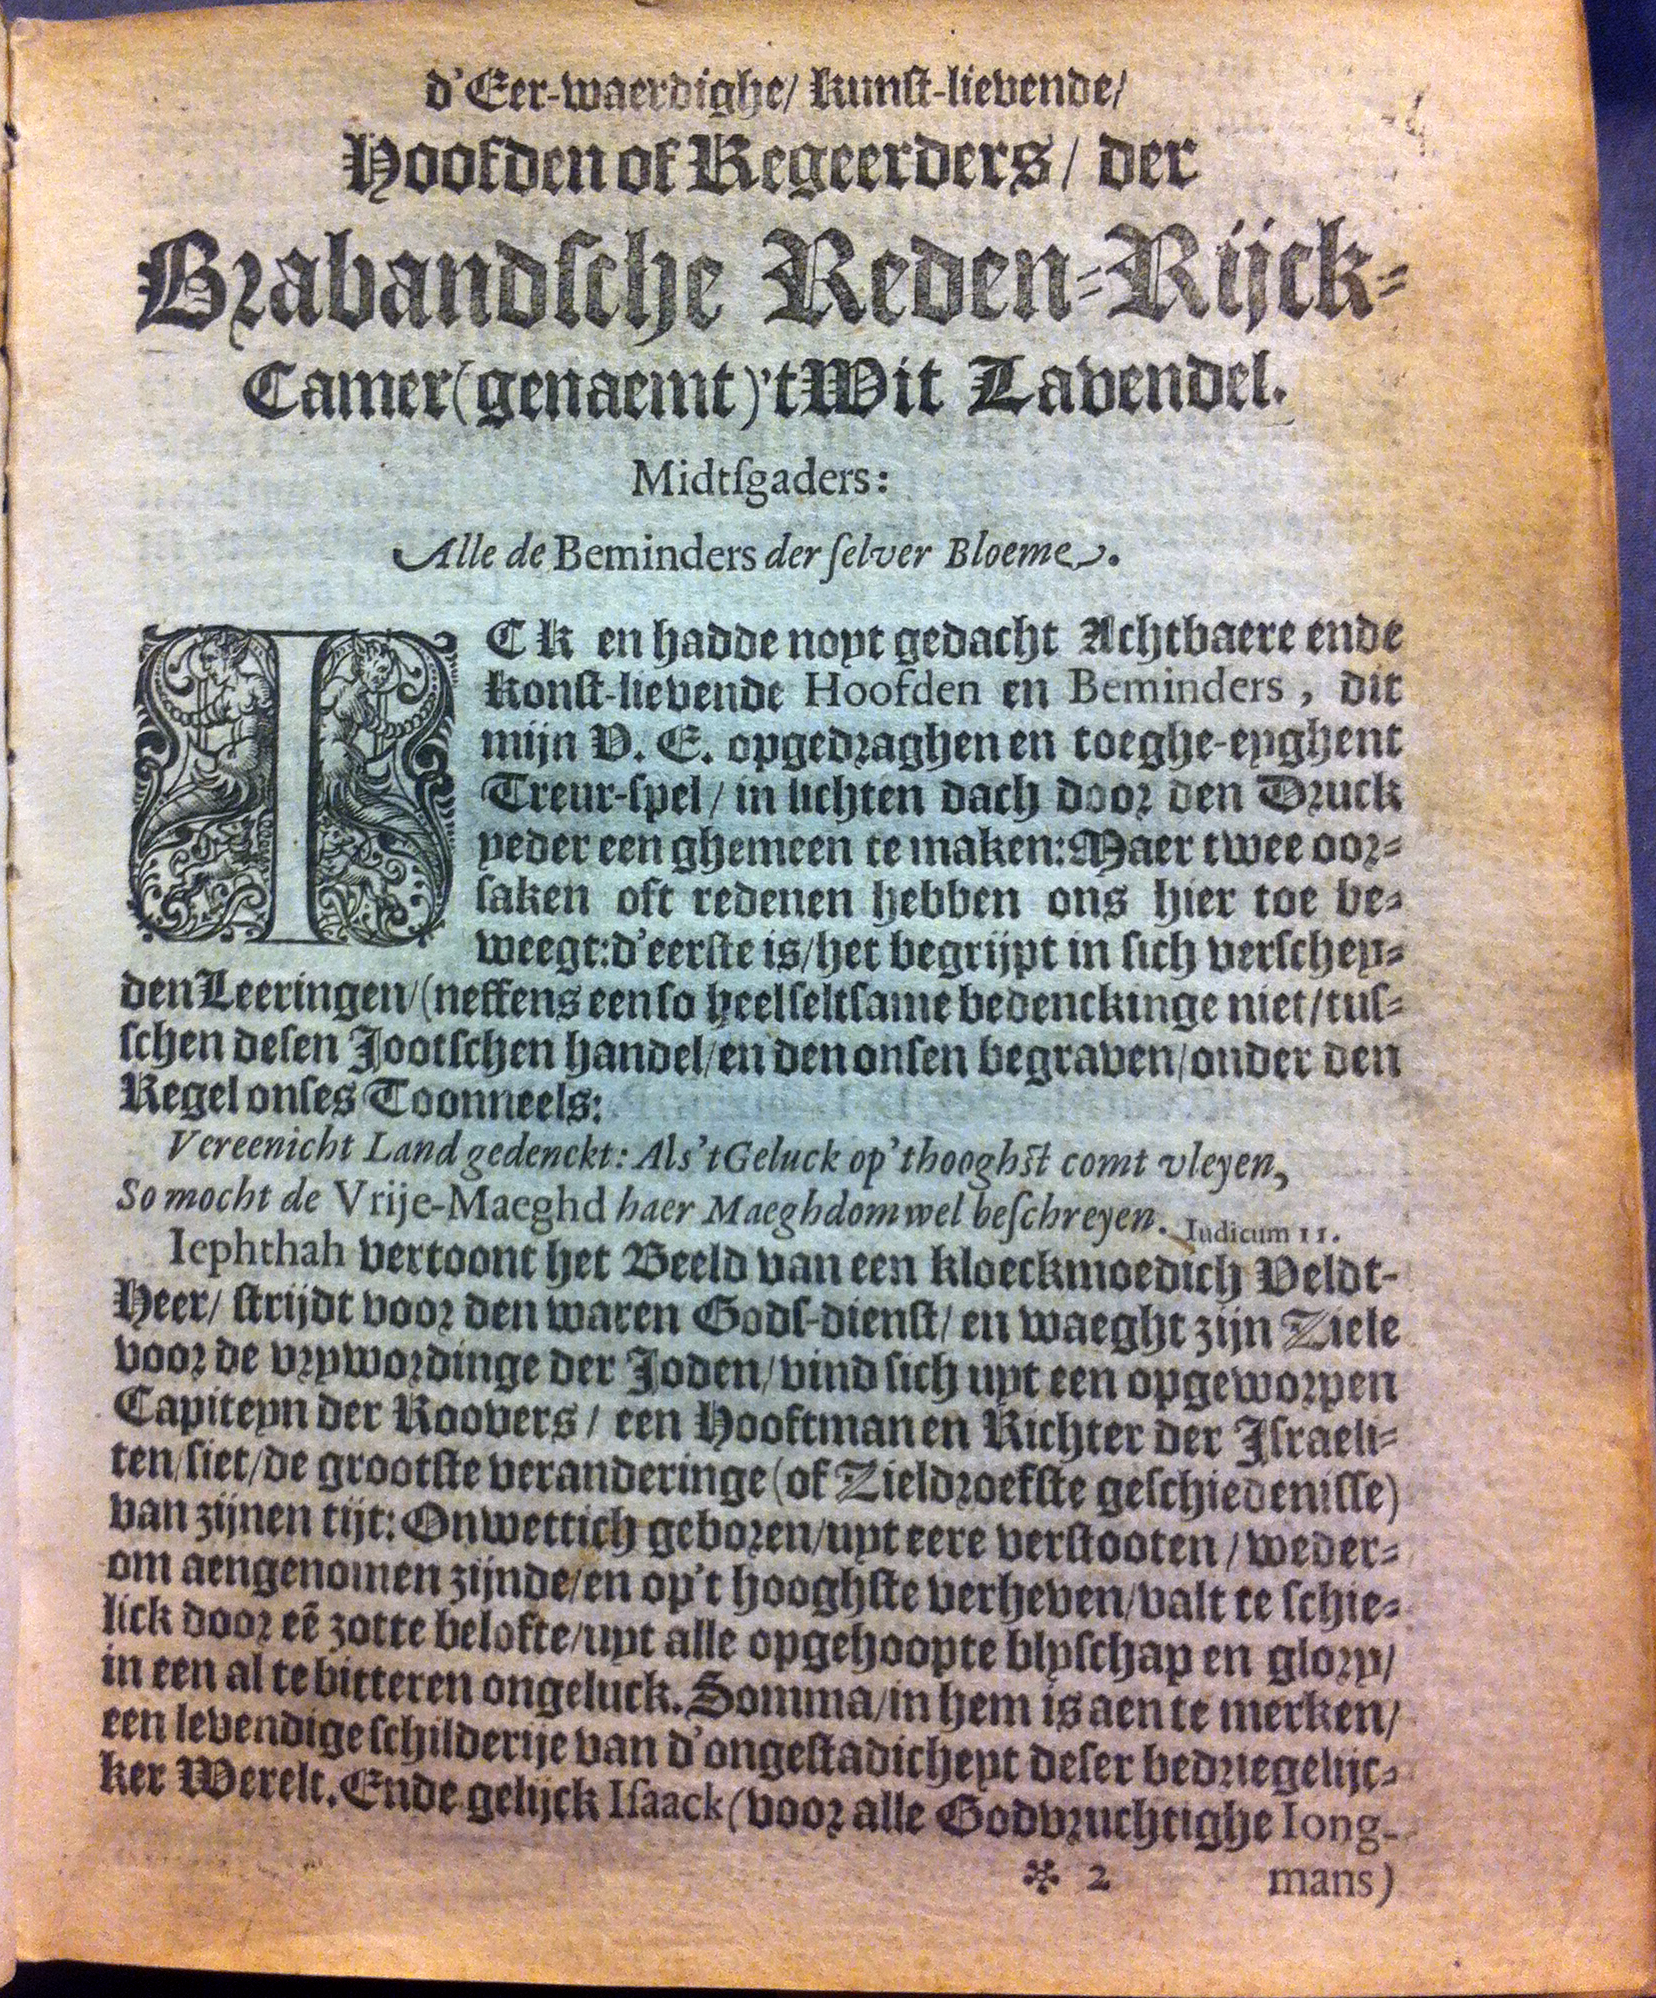 d'Eer-waerdighe/ kunst-lievende/
Hoofden of Regeerders/ der
Brabandsche Reden-Rijck-
Camer (genaemt) 't Wit Lavendel.
Midtſgaders:
Alle de Beminders der ſelver Bloeme.
ICk en hadde noyt gedacht Achtbaere ende
konſt-lievende Hoofden en Beminders, dit
mijn V. E. opgedraghen en toeghe-eyghent
Treur-ſpel/ in lichten dach door den Druck
yeder een ghemeen te maken: Maer twee oor-
ſaken oft redenen hebben ons hier toe be-
weegt: d'eerſte is/ het begrijpt in ſich verſchey-
den Leeringen/ (neffens een ſo heel ſeltſame bedenckinge niet/ tuſ-
ſchen deſen Jootſchen handel/ en den onſen begraven/ onder den
Regel onſes Toonneels:
Vereenicht Land gedenckt: Als 't Geluck op 't hooghſt comt vleyen,
So mocht de Vrije-Maeghd haer Maeghdom wel beſchreyen. Iudicum 11.
Iephthah vertoont het Beeld van een kloeckmoedich Veldt-
Heer/ ſtrijdt voor den waren Godſ-dienſt/ en waeght zijn Ziele
voor de vrywordinge der Joden/ vind ſich uyt een opgeworpen
Capiteyn der Roovers/ een Hooftman en Richter der Iſraeli-
ten/ ſiet/ de grootſte veranderinge (of Zieldroefſte geſchiedeniſſe)
van zijnen tijt: Onwettich geboren/ uyt eere verſtooten/ weder-
om aengenomen zijnde/ en op't hooghſte verheven/ valt te ſchie-
lick door eẽ zotte belofte/ uyt alle opgehoopte blyſchap en glory/
in een al te bitteren ongeluck. Somma/ in hem is aen te merken/
een levendige ſchilderije van d'ongeſtadicheyt deſer bedriegelijc-
ker Werelt. Ende gelijck Iſaack (voor alle Godvruchtighe Iong-
✻ 2 mans)